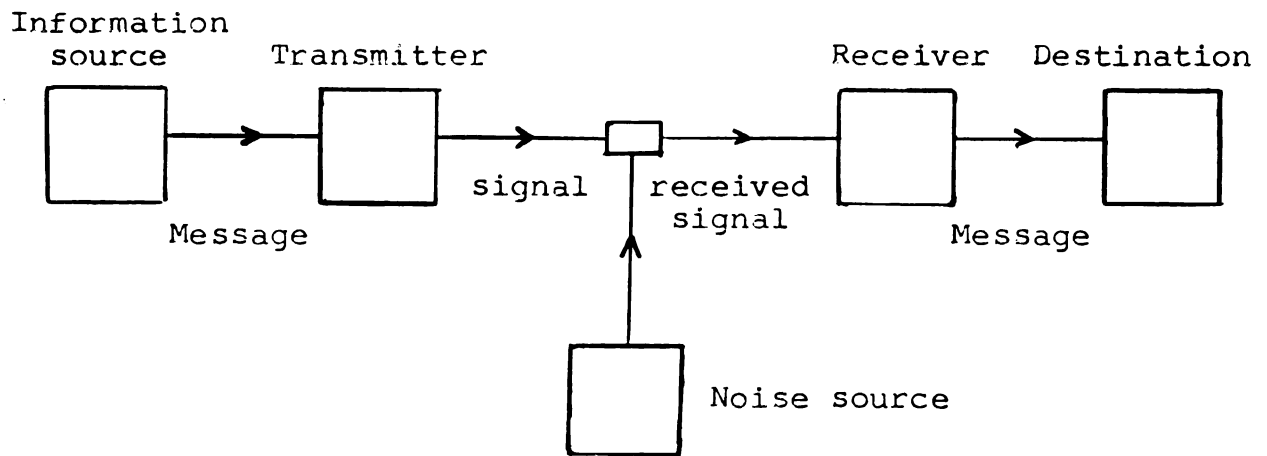 Information
source
Transmitter
Receiver
Destination
signal
received
signal
Message
Message
Noise source